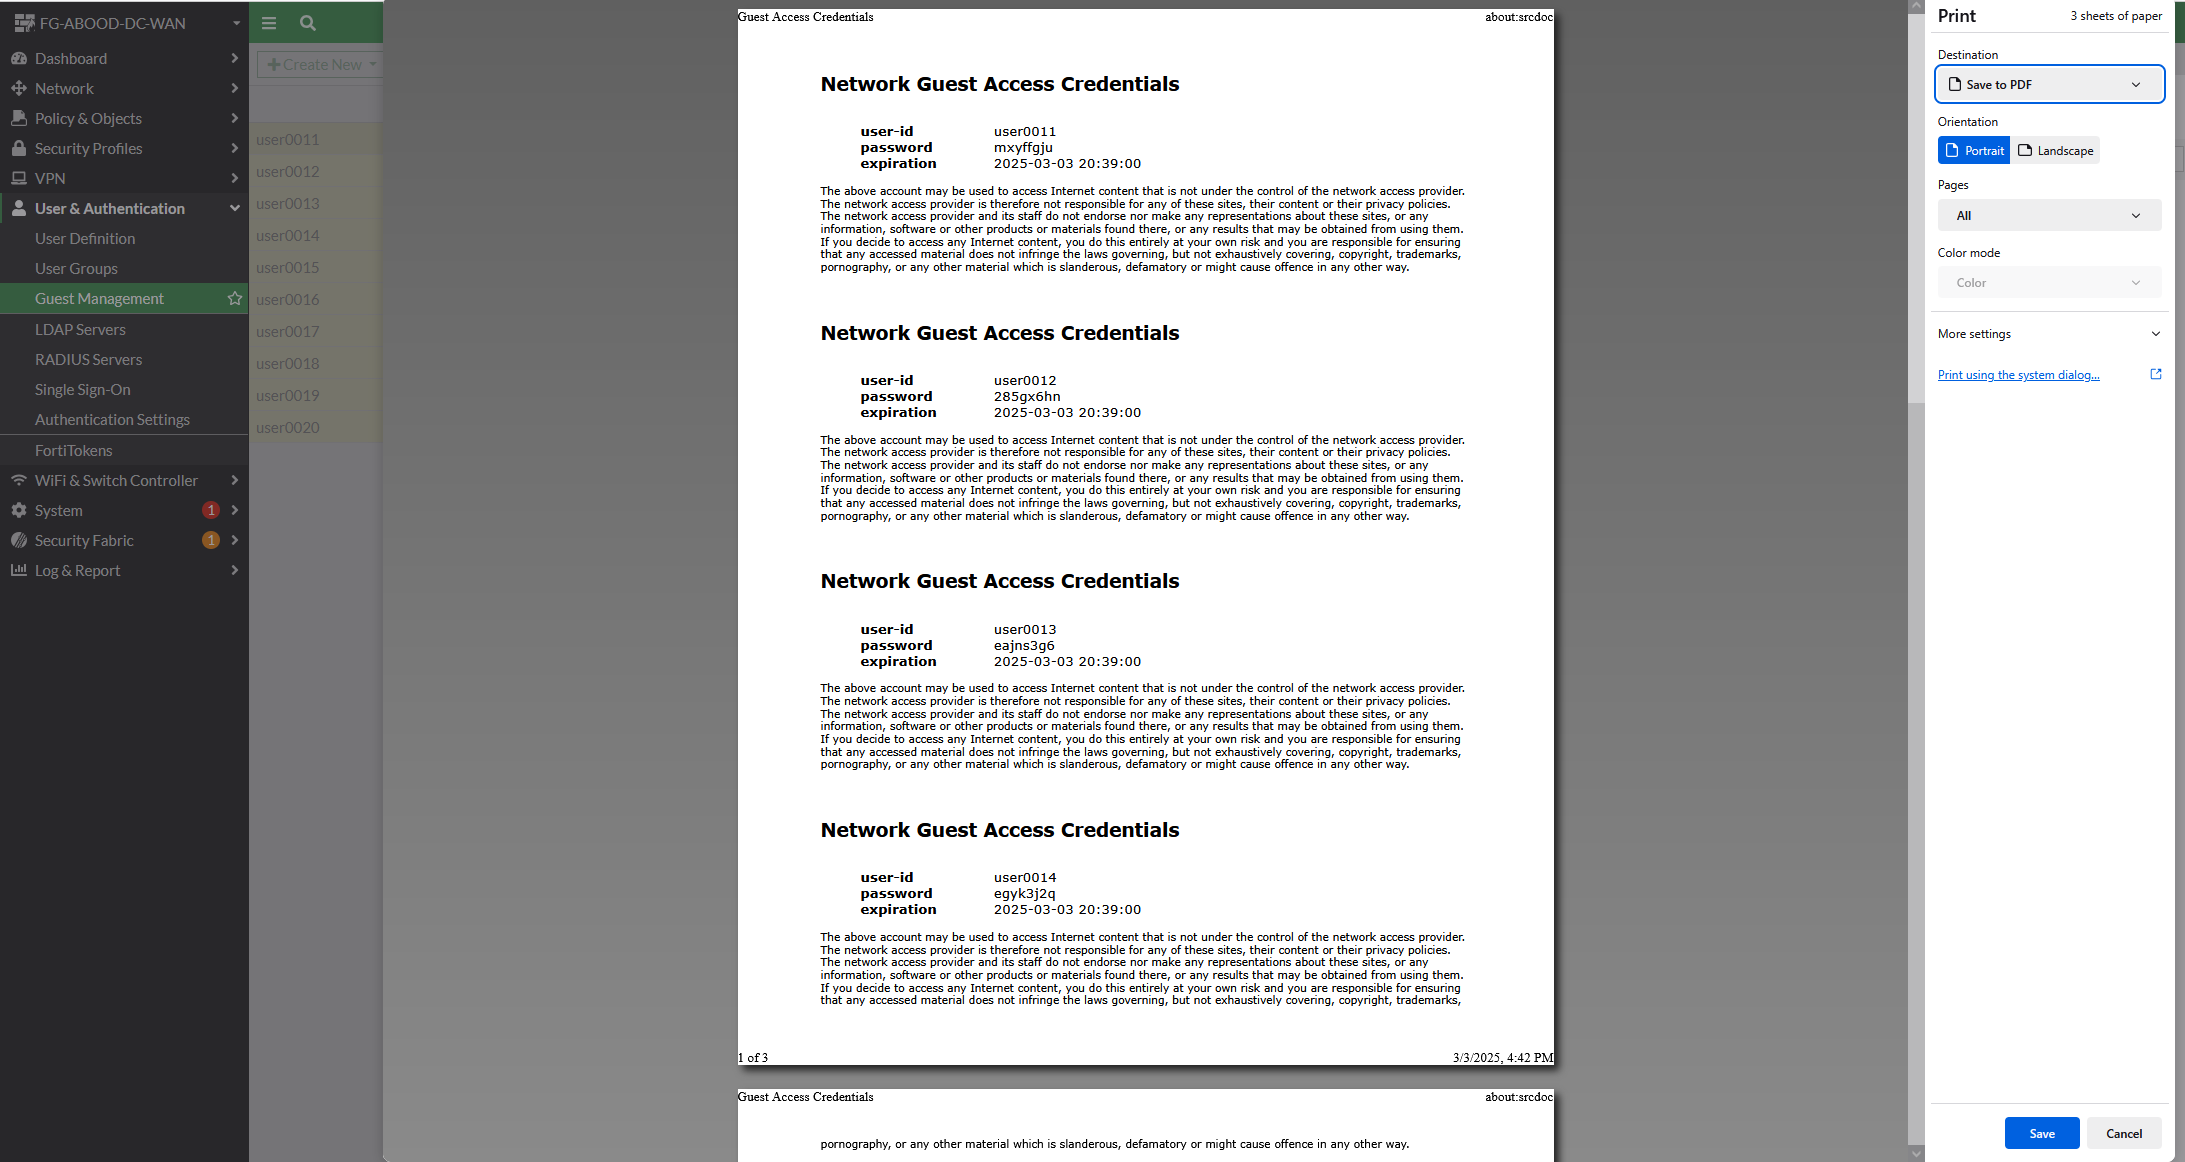 FG-ABOOD-DC-WAN
Dashboard
Network
Policy & Objects
Security Profiles
VPN
User & Authentication
User Definition
User Groups
Guest Management
LDAP Servers
RADIUS Servers
Single Sign-On
Authentication Settings
FortiTokens
WiFi & Switch Controller
System 1
Security Fabric 1
Log & Report
Create New
user0011
user0012
user0013
user0014
user0015
user0016
user0017
user0018
user0019
user0020
Guest Access Credentials about:srcdoc
Network Guest Access Credentials
user-id user0011
password mxyffgju
expiration 2025-03-03 20:39:00
The above account may be used to access Internet content that is not under the control of the network access provider.
The network access provider is therefore not responsible for any of these sites, their content or their privacy policies.
The network access provider and its staff do not endorse nor make any representations about these sites, or any
information, software or other products or materials found there, or any results that may be obtained from using them.
If you decide to access any Internet content, you do this entirely at your own risk and you are responsible for ensuring
that any accessed material does not infringe the laws governing, but not exhaustively covering, copyright, trademarks,
pornography, or any other material which is slanderous, defamatory or might cause offence in any other way.
Network Guest Access Credentials
user-id user0012
password 285gx6hn
expiration 2025-03-03 20:39:00
The above account may be used to access Internet content that is not under the control of the network access provider.
The network access provider is therefore not responsible for any of these sites, their content or their privacy policies.
The network access provider and its staff do not endorse nor make any representations about these sites, or any
information, software or other products or materials found there, or any results that may be obtained from using them.
If you decide to access any Internet content, you do this entirely at your own risk and you are responsible for ensuring
that any accessed material does not infringe the laws governing, but not exhaustively covering, copyright, trademarks,
pornography, or any other material which is slanderous, defamatory or might cause offence in any other way.
Network Guest Access Credentials
user-id user0013
password eajns3g6
expiration 2025-03-03 20:39:00
The above account may be used to access Internet content that is not under the control of the network access provider.
The network access provider is therefore not responsible for any of these sites, their content or their privacy policies.
The network access provider and its staff do not endorse nor make any representations about these sites, or any
information, software or other products or materials found there, or any results that may be obtained from using them.
If you decide to access any Internet content, you do this entirely at your own risk and you are responsible for ensuring
that any accessed material does not infringe the laws governing, but not exhaustively covering, copyright, trademarks,
pornography, or any other material which is slanderous, defamatory or might cause offence in any other way.
Network Guest Access Credentials
user-id user0014
password egyk3j2q
expiration 2025-03-03 20:39:00
The above account may be used to access Internet content that is not under the control of the network access provider.
The network access provider is therefore not responsible for any of these sites, their content or their privacy policies.
The network access provider and its staff do not endorse nor make any representations about these sites, or any
information, software or other products or materials found there, or any results that may be obtained from using them.
If you decide to access any Internet content, you do this entirely at your own risk and you are responsible for ensuring
that any accessed material does not infringe the laws governing, but not exhaustively covering, copyright, trademarks,
1 of 3 3/3/2025, 4:42 PM
Guest Access Credentials about:srcdoc
pornography, or any other material which is slanderous, defamatory or might cause offence in any other way.
Print 3 sheets of paper
Destination
Save to PDF
Orientation
Portrait Landscape
Pages
All
Color mode
Color
More settings
Print using the system dialog...
Save Cancel